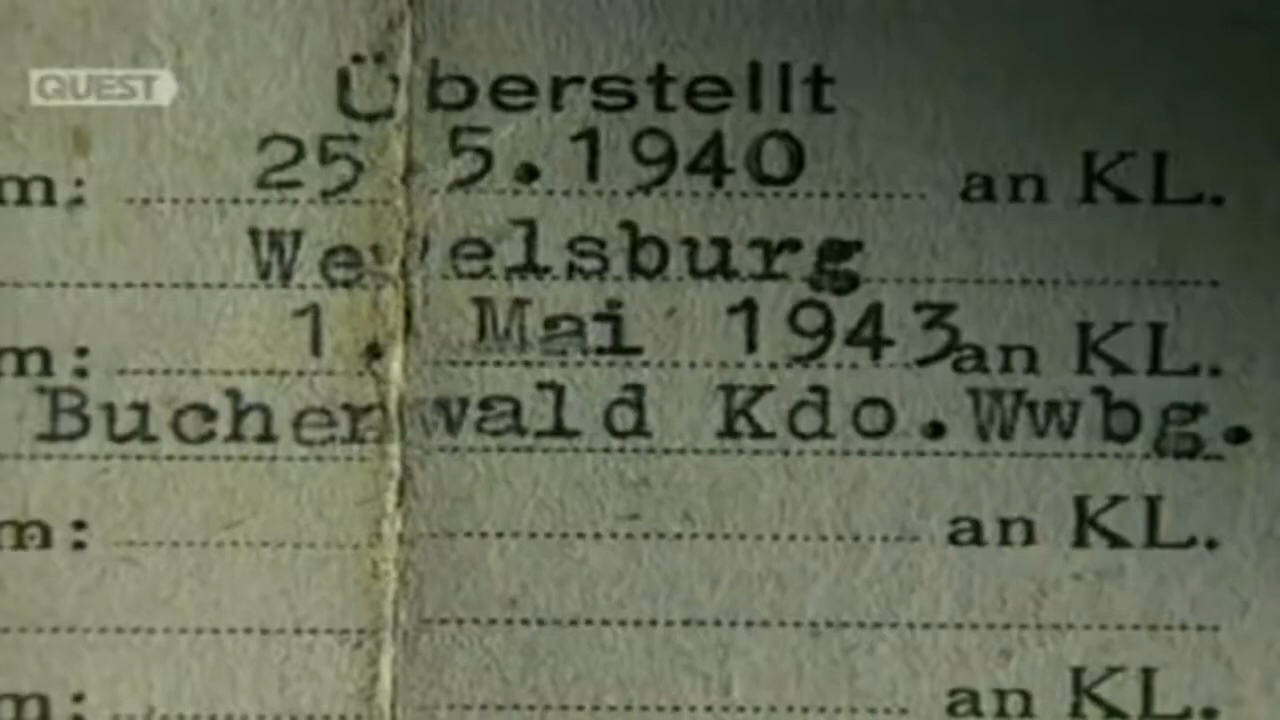 QUEST
Überstellt
m: 25 5.1940 an KL.
Wewelsburg
m: 1. Mai 1943 an KL.
Buchenwald Kdo.Wwbg.
m: an KL.
m: an KL.